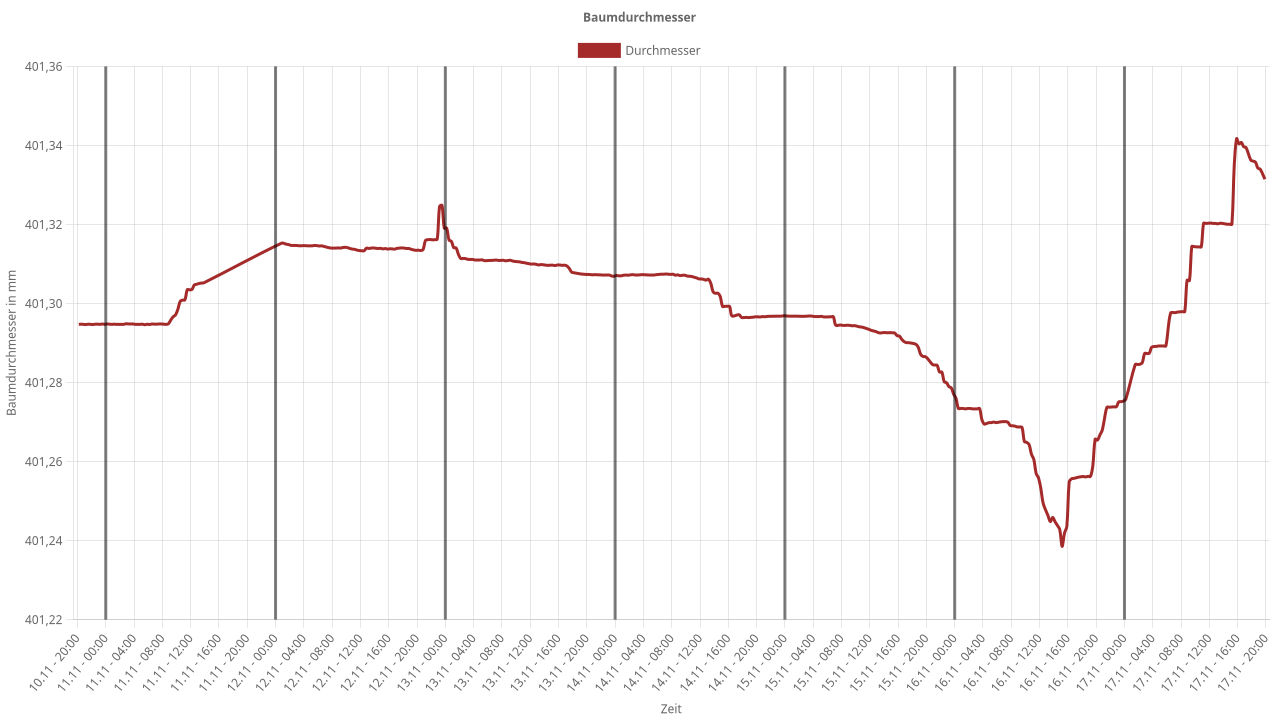 Baumdurchmesser
Durchmesser
401,36
401,34
401,32
401,30
401,28
401,26
401,24
401,22
Baumdurchmesser in mm
10.11 - 20:00
11.11 - 00:00
11.11 - 04:00
11.11 - 08:00
11.11 - 12:00
11.11 - 16:00
11.11 - 20:00
12.11 - 00:00
12.11 - 04:00
12.11 - 08:00
12.11 - 12:00
12.11 - 16:00
12.11 - 20:00
13.11 - 00:00
13.11 - 04:00
13.11 - 08:00
13.11 - 12:00
13.11 - 16:00
13.11 - 20:00
14.11 - 00:00
14.11 - 04:00
14.11 - 08:00
14.11 - 12:00
14.11 - 16:00
14.11 - 20:00
15.11 - 00:00
15.11 - 04:00
15.11 - 08:00
15.11 - 12:00
15.11 - 16:00
15.11 - 20:00
16.11 - 00:00
16.11 - 04:00
16.11 - 08:00
16.11 - 12:00
16.11 - 16:00
16.11 - 20:00
17.11 - 00:00
17.11 - 04:00
17.11 - 08:00
17.11 - 12:00
17.11 - 16:00
17.11 - 20:00
Zeit